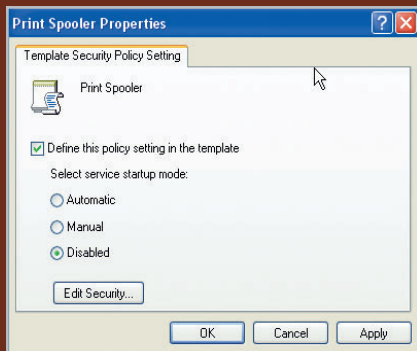 Print Spooler Properties
Template Security Policy Setting
Print Spooler
Define this policy setting in the template
Select service startup mode:
Automatic
Manual
Disabled
Edit Security...
OK
Cancel
Apply